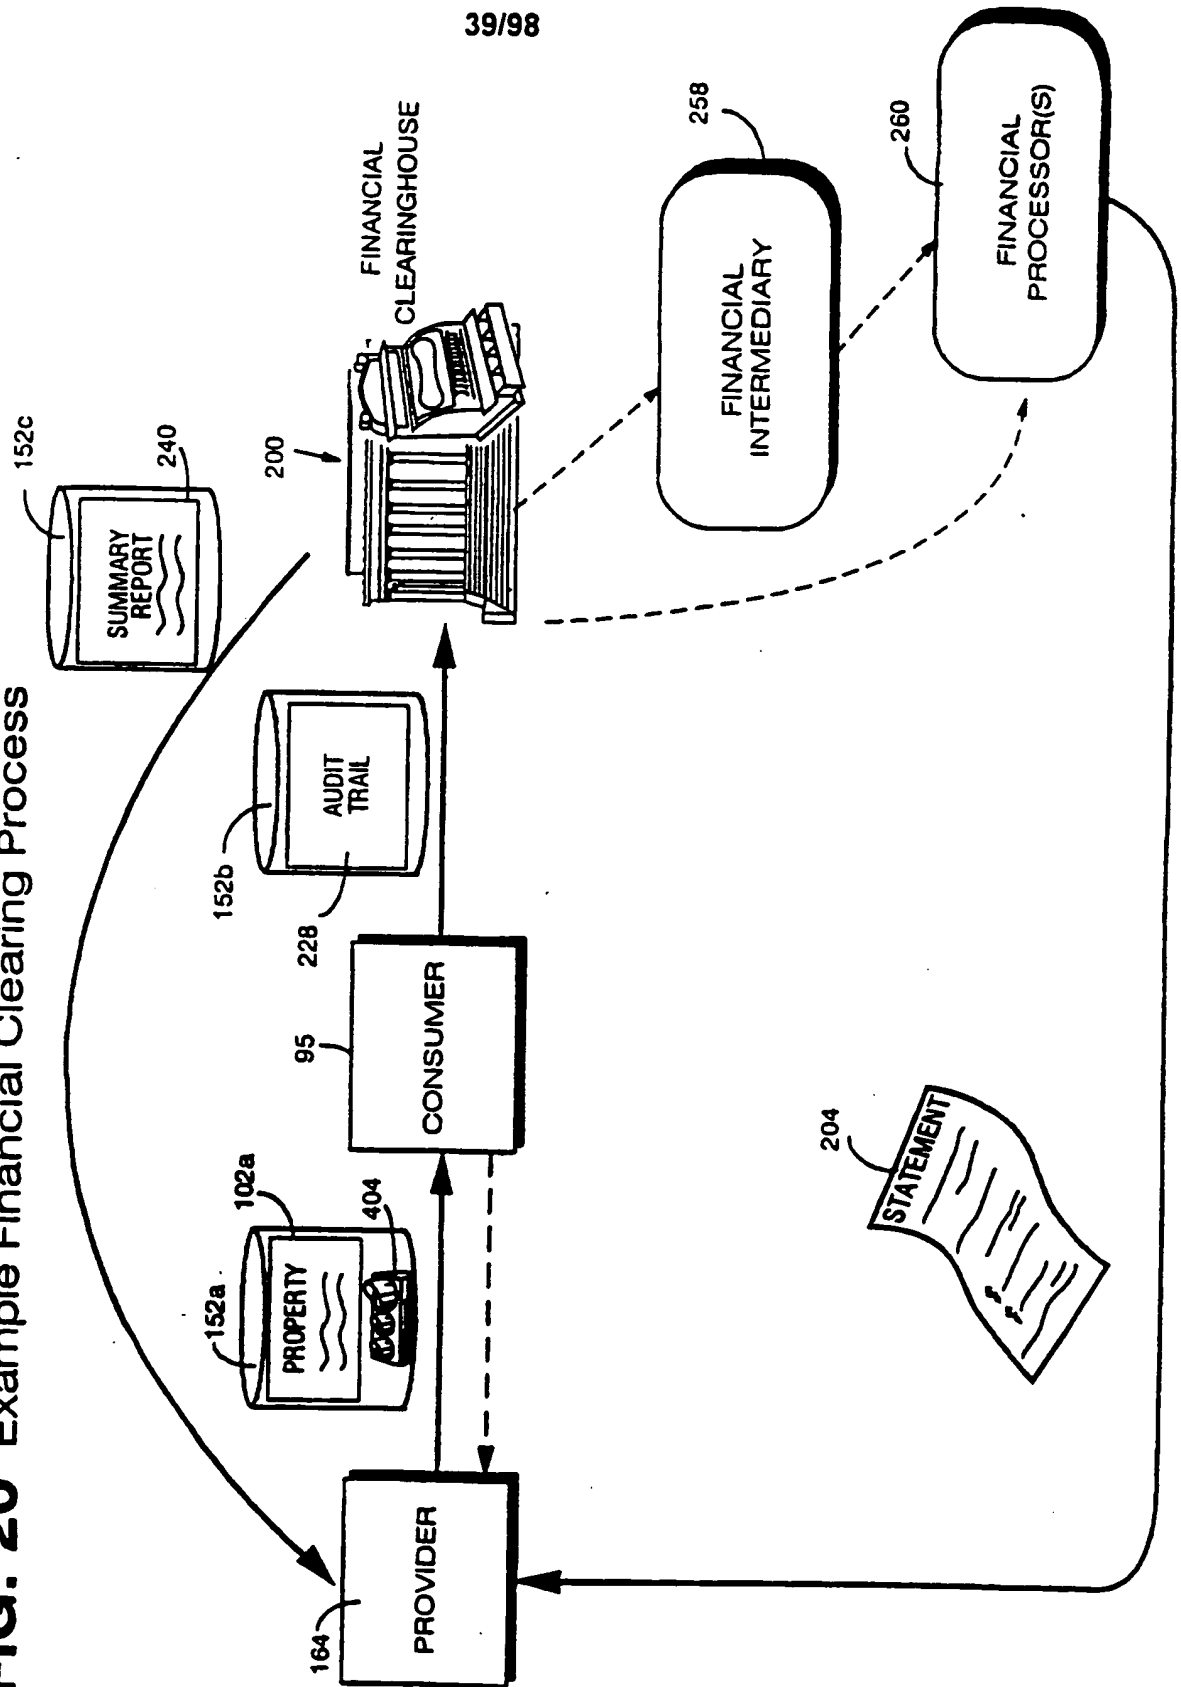 39/98
FIG. 20 Example Financial Clearing Process
152c
SUMMARY
REPORT
240
200
FINANCIAL
CLEARINGHOUSE
152b
AUDIT
TRAIL
228
258
FINANCIAL
INTERMEDIARY
260
FINANCIAL
PROCESSOR(S)
95
CONSUMER
152a
PROPERTY
102a
404
164
PROVIDER
204
STATEMENT